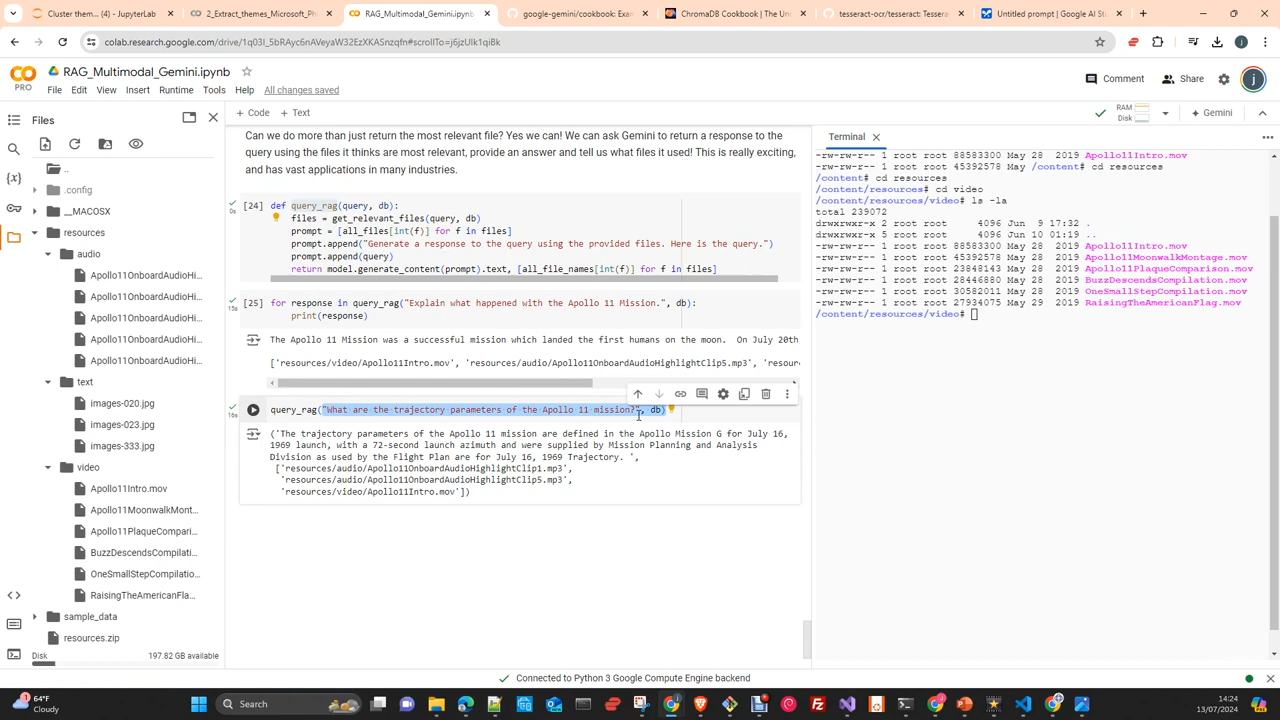 Cluster them... (4) - JupyterLab
2_Extract_themes_Microsoft_Ph
RAG_Multimodal_Gemini.ipynb
google-gemini/cookbook: Exa
ChromaDB Cookbook | The Un
tesseract-ocr/tesseract: Tesser
Untitled prompt | Google AI St
colab.research.google.com/drive/1q03l_5bRAyc6nAVeyaW32EzXKASnzqfn#scrollTo=j6jzUlk1qiBk
RAG_Multimodal_Gemini.ipynb
PRO
File Edit View Insert Runtime Tools Help All changes saved
Comment Share
Files
+ Code + Text
RAM
Disk
Gemini
..
.config
__MACOSX
resources
audio
Apollo11OnboardAudioHi...
Apollo11OnboardAudioHi...
Apollo11OnboardAudioHi...
Apollo11OnboardAudioHi...
Apollo11OnboardAudioHi...
text
images-020.jpg
images-023.jpg
images-333.jpg
video
Apollo11Intro.mov
Apollo11MoonwalkMont...
Apollo11PlaqueCompari...
BuzzDescendsCompilati...
OneSmallStepCompilatio...
RaisingTheAmericanFla...
sample_data
resources.zip
Disk 197.82 GB available
Can we do more than just return the most relevant file? Yes we can! We can ask Gemini to return a response to the
query using the files it thinks are most relevant, provide an answer and tell us what files it used! This is really exciting,
and has vast applications in many industries.
[24] def query_rag(query, db):
0s
files = get_relevant_files(query, db)
prompt = [all_files[int(f)] for f in files]
prompt.append("Generate a response to the query using the provided files. Here is the query.")
prompt.append(query)
return model.generate_content(prompt).text, [all_file_names[int(f)] for f in files]
[25] for response in query_rag("Explain what happened with the Apollo 11 Mission.", db):
15s
print(response)
The Apollo 11 Mission was a successful mission which landed the first humans on the moon. On July 20th
['resources/video/Apollo11Intro.mov', 'resources/audio/Apollo11OnboardAudioHighlightClip5.mp3', 'resour
query_rag("What are the trajectory parameters of the Apollo 11 mission?", db)
16s
('The trajectory parameters of the Apollo 11 mission are defined in the Apollo Mission G for July 16,
1969 launch, with a 72-second launch azimuth and were supplied by Mission Planning and Analysis
Division as used by the Flight Plan are for July 16, 1969 Trajectory. ',
['resources/audio/Apollo11OnboardAudioHighlightClip1.mp3',
'resources/audio/Apollo11OnboardAudioHighlightClip5.mp3',
'resources/video/Apollo11Intro.mov'])
Terminal
-rw-rw-r-- 1 root root 88583300 May 28 2019 Apollo11Intro.mov
-rw-rw-r-- 1 root root 45392578 May /content# cd resources
/content# cd resources
/content/resources# cd video
/content/resources/video# ls -la
total 239072
drwxrwxr-x 2 root root 4096 Jun 9 17:32 .
drwxrwxr-x 5 root root 4096 Jun 10 01:19 ..
-rw-rw-r-- 1 root root 88583300 May 28 2019 Apollo11Intro.mov
-rw-rw-r-- 1 root root 45392578 May 28 2019 Apollo11MoonwalkMontage.mov
-rw-rw-r-- 1 root root 23848143 May 28 2019 Apollo11PlaqueComparison.mov
-rw-rw-r-- 1 root root 28446880 May 28 2019 BuzzDescendsCompilation.mov
-rw-rw-r-- 1 root root 30582011 May 28 2019 OneSmallStepCompilation.mov
-rw-rw-r-- 1 root root 27934075 May 29 2019 RaisingTheAmericanFlag.mov
/content/resources/video#
Connected to Python 3 Google Compute Engine backend
64°F
Cloudy
Search
14:24
13/07/2024